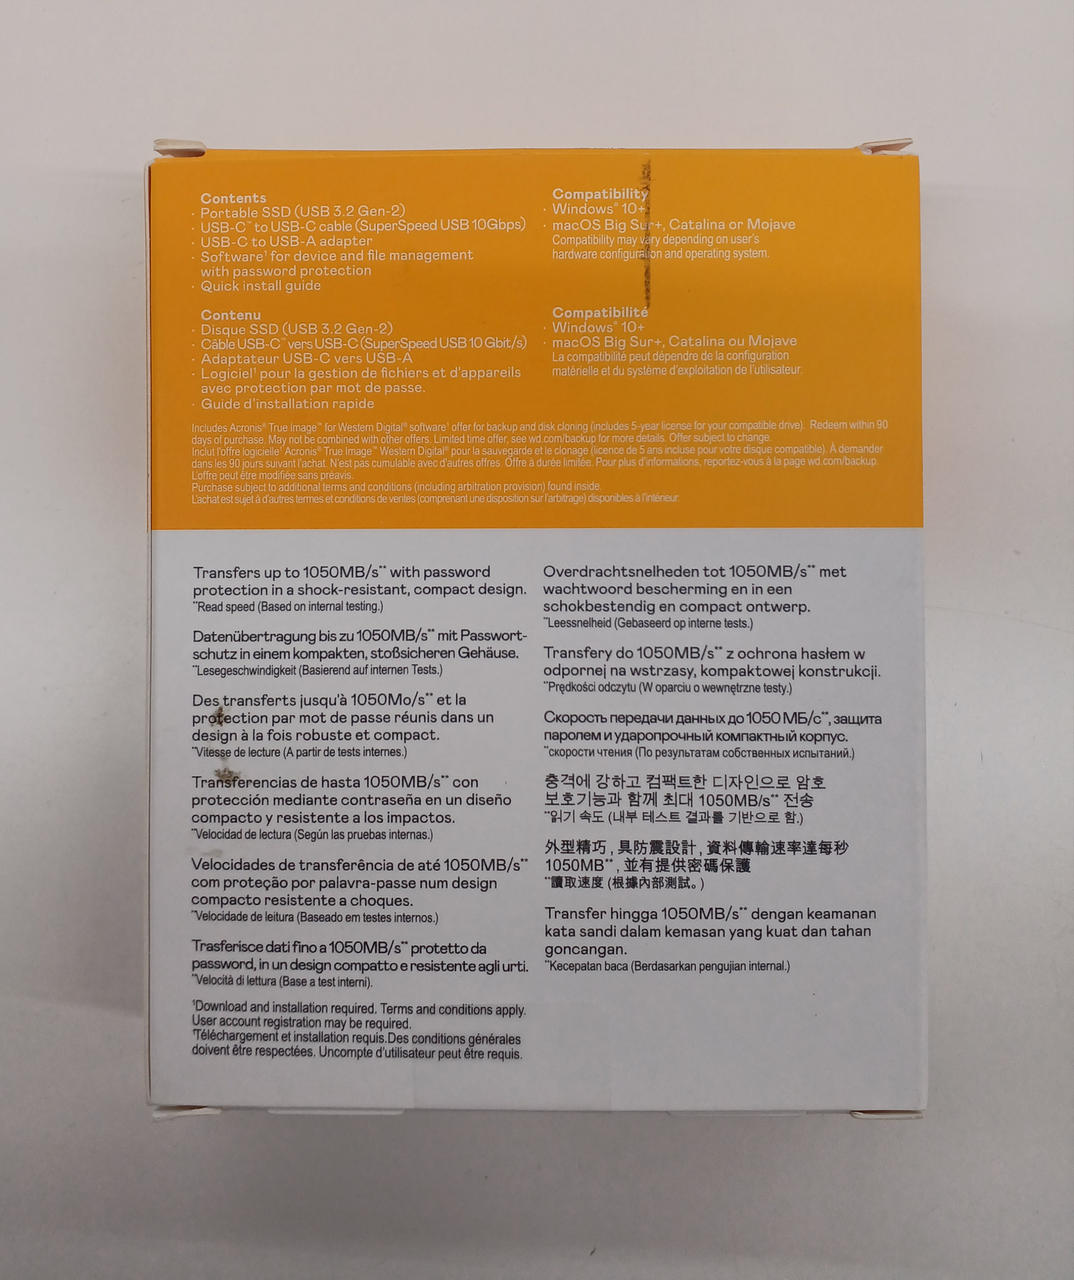 Contents
· Portable SSD (USB 3.2 Gen-2)
· USB-C™ to USB-C cable (SuperSpeed USB 10Gbps)
· USB-C to USB-A adapter
· Software¹ for device and file management
with password protection
· Quick install guide
Compatibility
· Windows® 10+
· macOS Big Sur+, Catalina or Mojave
Compatibility may vary depending on user's
hardware configuration and operating system.
Contenu
· Disque SSD (USB 3.2 Gen-2)
· Câble USB-C™ vers USB-C (SuperSpeed USB 10 Gbit/s)
· Adaptateur USB-C vers USB-A
· Logiciel¹ pour la gestion de fichiers et d'appareils
avec protection par mot de passe.
· Guide d'installation rapide
Compatibilité
· Windows® 10+
· macOS Big Sur+, Catalina ou Mojave
La compatibilité peut dépendre de la configuration
matérielle et du système d'exploitation de l'utilisateur.
Includes Acronis® True Image™ for Western Digital® software¹ offer for backup and disk cloning (includes 5-year license for your compatible drive). Redeem within 90
days of purchase. May not be combined with other offers. Limited time offer, see wd.com/backup for more details. Offer subject to change.
Inclut l'offre logicielle¹ Acronis® True Image™ Western Digital® pour la sauvegarde et le clonage (licence de 5 ans incluse pour votre disque compatible). À demander
dans les 90 jours suivant l'achat. N'est pas cumulable avec d'autres offres. Offre à durée limitée. Pour plus d'informations, reportez-vous à la page wd.com/backup.
L'offre peut être modifiée sans préavis.
Purchase subject to additional terms and conditions (including arbitration provision) found inside.
L'achat est sujet à d'autres termes et conditions de ventes (comprenant une disposition sur l'arbitrage) disponibles à l'intérieur.
Transfers up to 1050MB/s** with password
protection in a shock-resistant, compact design.
**Read speed (Based on internal testing.)
Datenübertragung bis zu 1050MB/s** mit Passwort-
schutz in einem kompakten, stoßsicheren Gehäuse.
**Lesegeschwindigkeit (Basierend auf internen Tests.)
Des transferts jusqu'à 1050Mo/s** et la
protection par mot de passe réunis dans un
design à la fois robuste et compact.
**Vitesse de lecture (A partir de tests internes.)
Transferencias de hasta 1050MB/s** con
protección mediante contraseña en un diseño
compacto y resistente a los impactos.
**Velocidad de lectura (Según las pruebas internas.)
Velocidades de transferência de até 1050MB/s**
com proteção por palavra-passe num design
compacto resistente a choques.
**Velocidade de leitura (Baseado em testes internos.)
Trasferisce dati fino a 1050MB/s** protetto da
password, in un design compatto e resistente agli urti.
**Velocità di lettura (Base a test interni).
¹Download and installation required. Terms and conditions apply.
User account registration may be required.
¹Téléchargement et installation requis.Des conditions générales
doivent être respectées. Uncompte d'utilisateur peut être requis.
Overdrachtsnelheden tot 1050MB/s** met
wachtwoord bescherming en in een
schokbestendig en compact ontwerp.
**Leessnelheid (Gebaseerd op interne tests.)
Transfery do 1050MB/s** z ochrona hasłem w
odpornej na wstrzasy, kompaktowej konstrukcji.
**Prędkości odczytu (W oparciu o wewnętrzne testy.)
Скорость передачи данных до 1050 МБ/с**, защита
паролем и ударопрочный компактный корпус.
**скорости чтения (По результатам собственных испытаний.)
충격에 강하고 컴팩트한 디자인으로 암호
보호기능과 함께 최대 1050MB/s** 전송
**읽기 속도 (내부 테스트 결과를 기반으로 함.)
外型精巧, 具防震設計, 資料傳輸速率達每秒
1050MB**, 並有提供密碼保護
**讀取速度 (根據內部測試。)
Transfer hingga 1050MB/s** dengan keamanan
kata sandi dalam kemasan yang kuat dan tahan
goncangan.
**Kecepatan baca (Berdasarkan pengujian internal.)